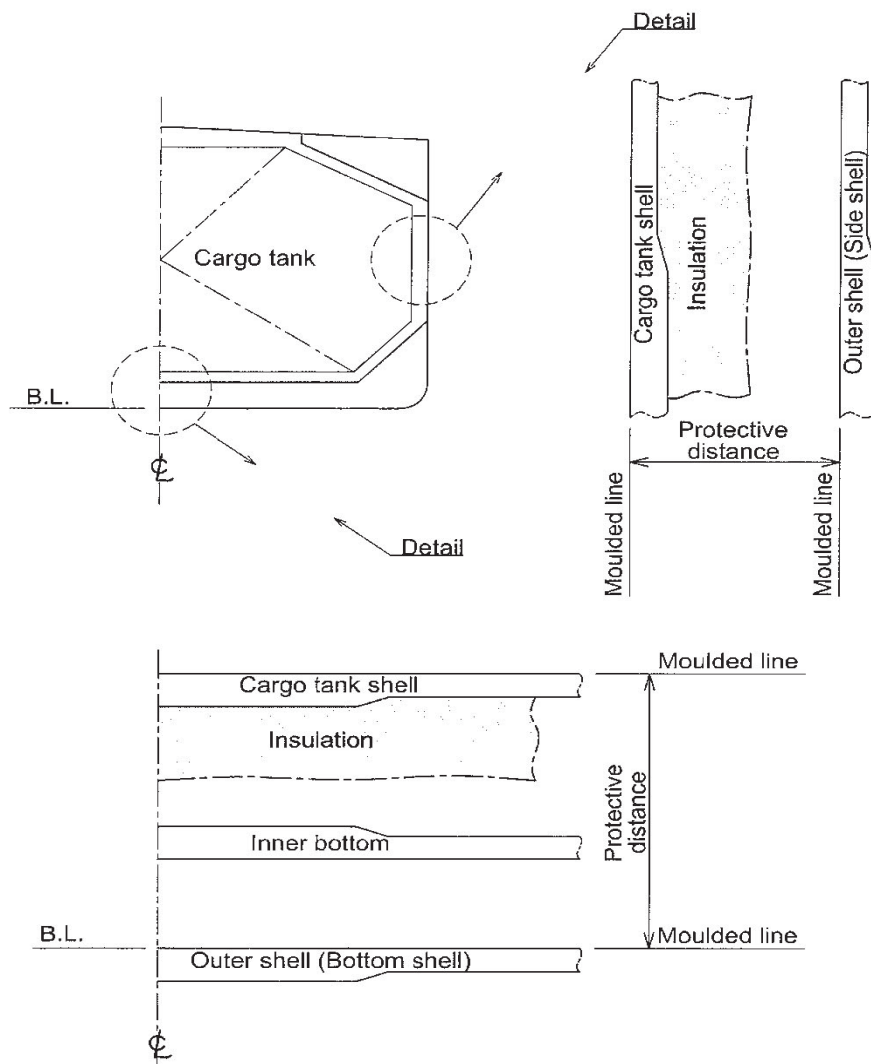 Detail
Cargo tank
B.L.
℄
Detail
Cargo tank shell
Insulation
Outer shell (Side shell)
Protective
distance
Moulded line
Moulded line
Moulded line
Cargo tank shell
Insulation
Inner bottom
Protective
distance
B.L.
Moulded line
Outer shell (Bottom shell)
℄